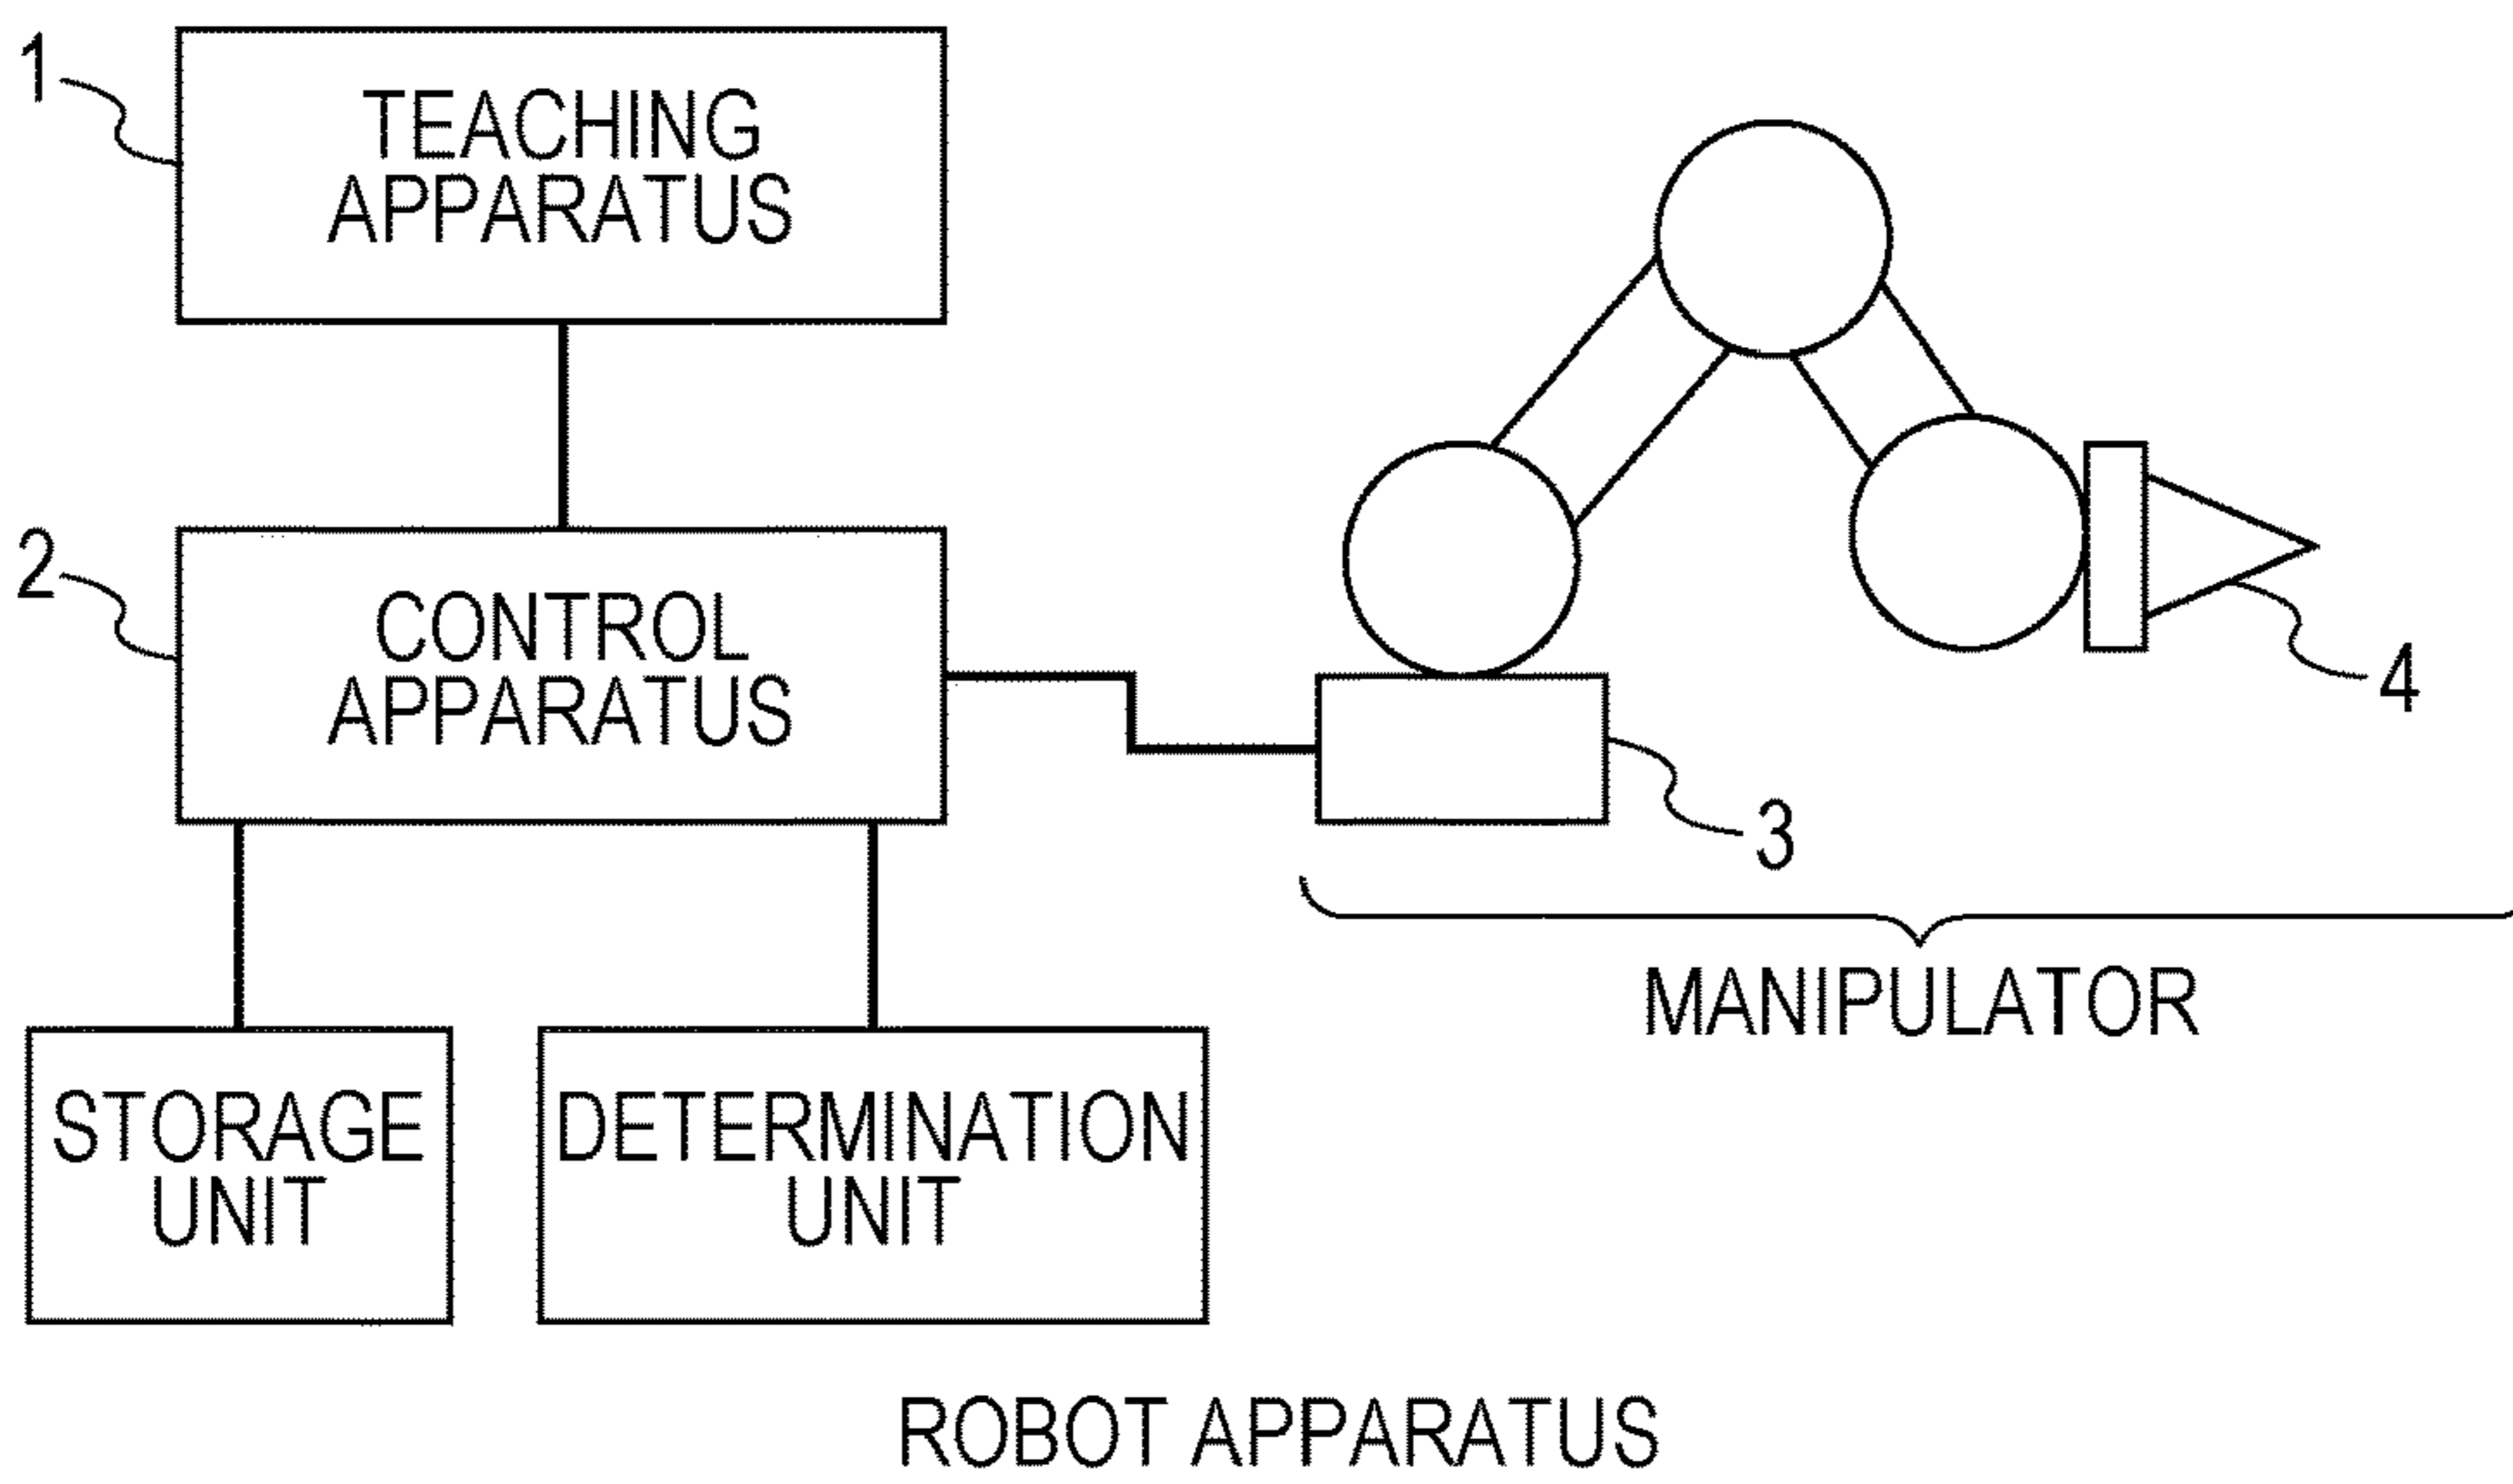 1
TEACHING
APPARATUS
2
CONTROL
APPARATUS
4
3
MANIPULATOR
STORAGE
UNIT
DETERMINATION
UNIT
ROBOT APPARATUS